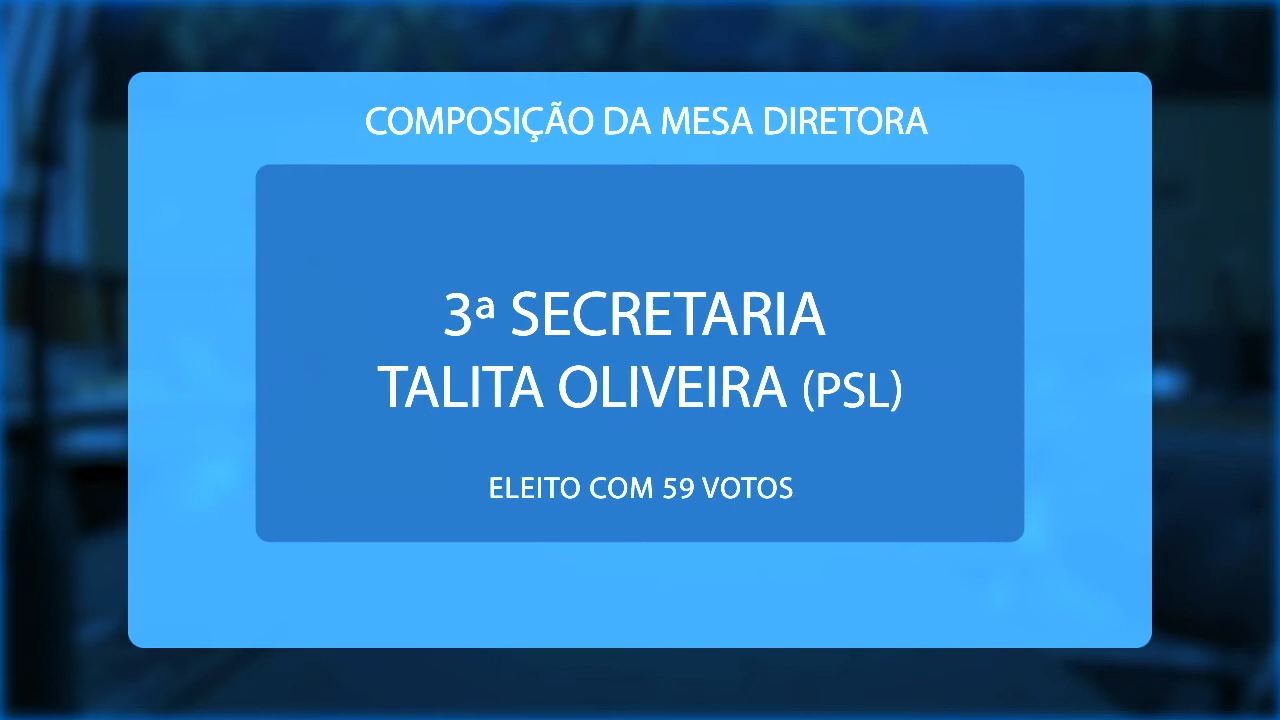 COMPOSIÇÃO DA MESA DIRETORA
3ª SECRETARIA
TALITA OLIVEIRA (PSL)
ELEITO COM 59 VOTOS